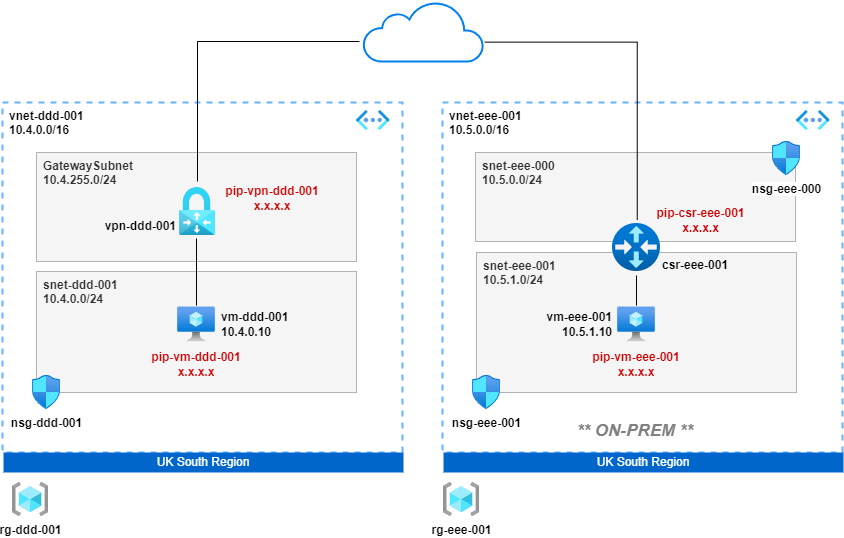 vnet-ddd-001
10.4.0.0/16
GatewaySubnet
10.4.255.0/24
pip-vpn-ddd-001
x.x.x.x
vpn-ddd-001
snet-ddd-001
10.4.0.0/24
vm-ddd-001
10.4.0.10
pip-vm-ddd-001
x.x.x.x
nsg-ddd-001
UK South Region
rg-ddd-001
vnet-eee-001
10.5.0.0/16
snet-eee-000
10.5.0.0/24
nsg-eee-000
pip-csr-eee-001
x.x.x.x
csr-eee-001
snet-eee-001
10.5.1.0/24
vm-eee-001
10.5.1.10
pip-vm-eee-001
x.x.x.x
nsg-eee-001
** ON-PREM **
UK South Region
rg-eee-001